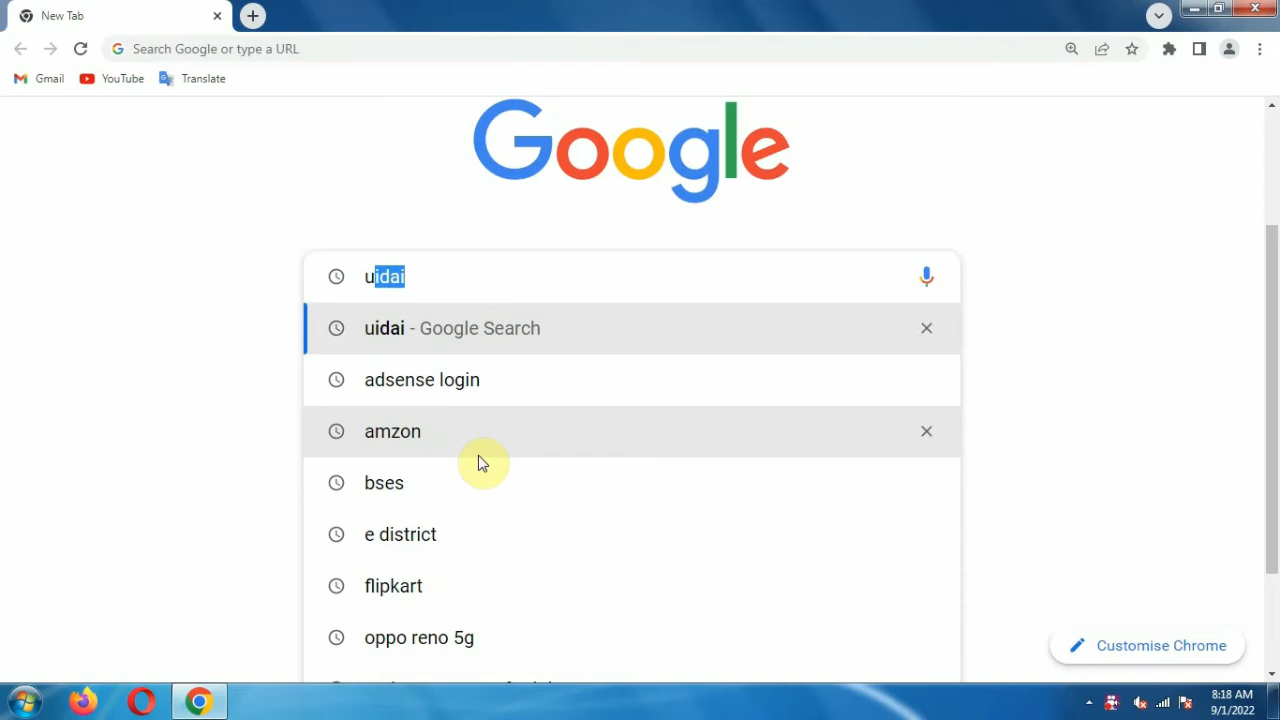 New Tab
Search Google or type a URL
Gmail YouTube Translate
Google
uidai
uidai - Google Search
adsense login
amzon
bses
e district
flipkart
oppo reno 5g
Customise Chrome
8:18 AM
9/1/2022